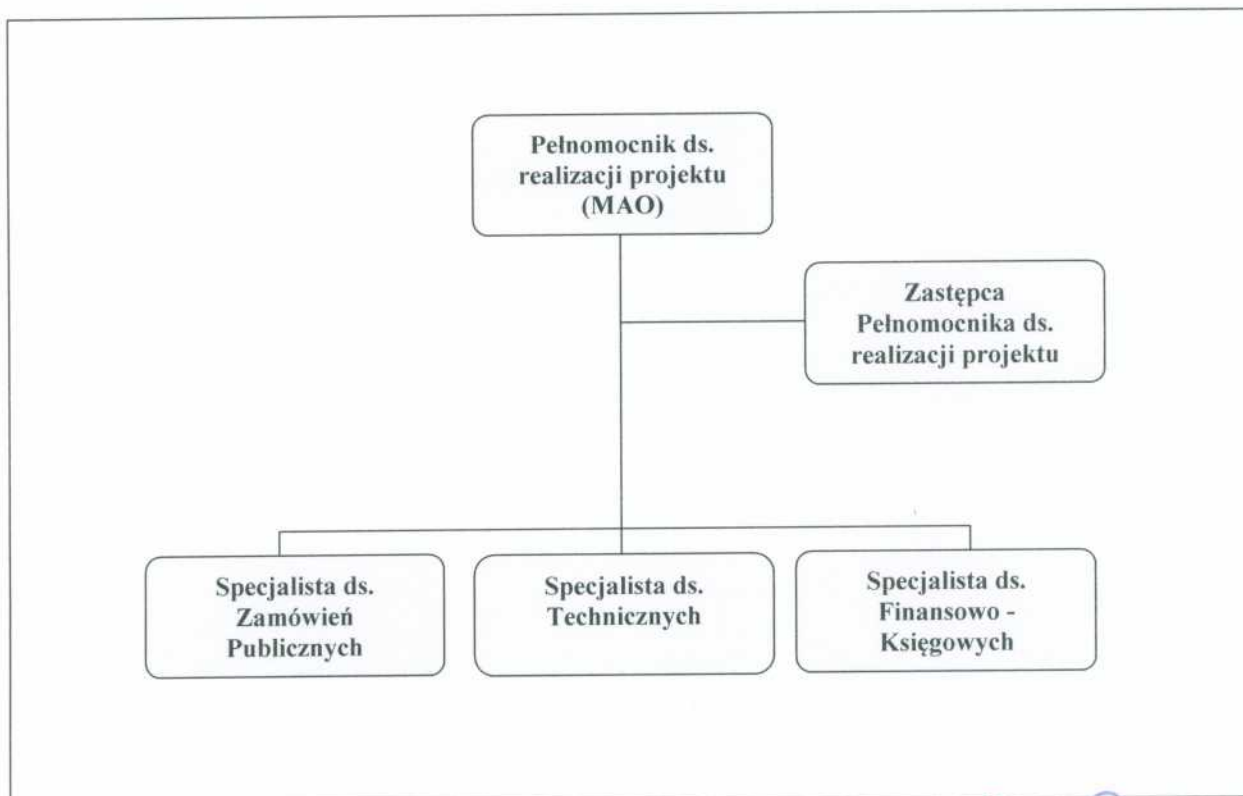 Pełnomocnik ds.
realizacji projektu
(MAO)
Zastępca
Pełnomocnika ds.
realizacji projektu
Specjalista ds.
Zamówień
Publicznych
Specjalista ds.
Technicznych
Specjalista ds.
Finansowo -
Księgowych